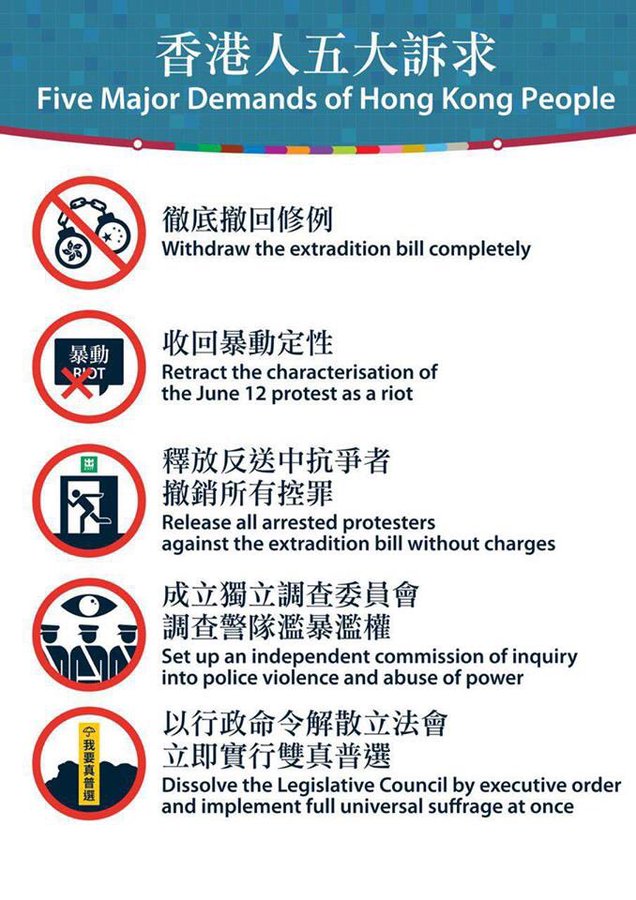 香港人五大訴求
Five Major Demands of Hong Kong People
徹底撤回修例
Withdraw the extradition bill completely
暴動
RIOT
收回暴動定性
Retract the characterisation of
the June 12 protest as a riot
出
EXIT
釋放反送中抗爭者
撤銷所有控罪
Release all arrested protesters
against the extradition bill without charges
成立獨立調查委員會
調查警隊濫暴濫權
Set up an independent commission of inquiry
into police violence and abuse of power
我要真普選
以行政命令解散立法會
立即實行雙真普選
Dissolve the Legislative Council by executive order
and implement full universal suffrage at once